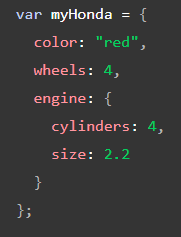 var myHonda = {
  color: "red",
  wheels: 4,
  engine: {
    cylinders: 4,
    size: 2.2
  }
};